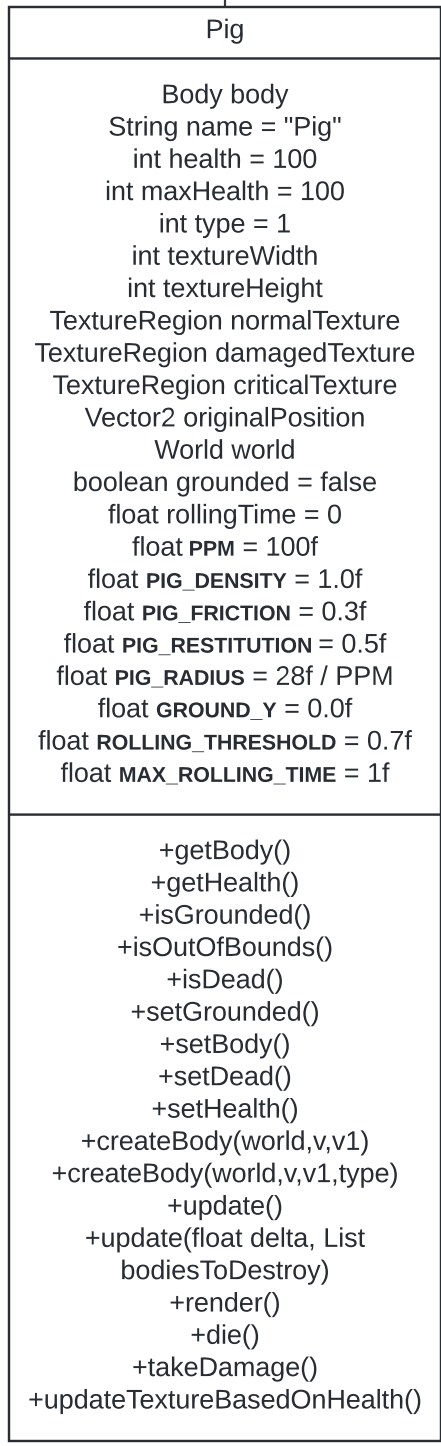 Pig
Body body
String name = "Pig"
int health = 100
int maxHealth = 100
int type = 1
int textureWidth
int textureHeight
TextureRegion normalTexture
TextureRegion damagedTexture
TextureRegion criticalTexture
Vector2 originalPosition
World world
boolean grounded = false
float rollingTime = 0
float PPM = 100f
float PIG_DENSITY = 1.0f
float PIG_FRICTION = 0.3f
float PIG_RESTITUTION = 0.5f
float PIG_RADIUS = 28f / PPM
float GROUND_Y = 0.0f
float ROLLING_THRESHOLD = 0.7f
float MAX_ROLLING_TIME = 1f
+getBody()
+getHealth()
+isGrounded()
+isOutOfBounds()
+isDead()
+setGrounded()
+setBody()
+setDead()
+setHealth()
+createBody(world,v,v1)
+createBody(world,v,v1,type)
+update()
+update(float delta, List
bodiesToDestroy)
+render()
+die()
+takeDamage()
+updateTextureBasedOnHealth()